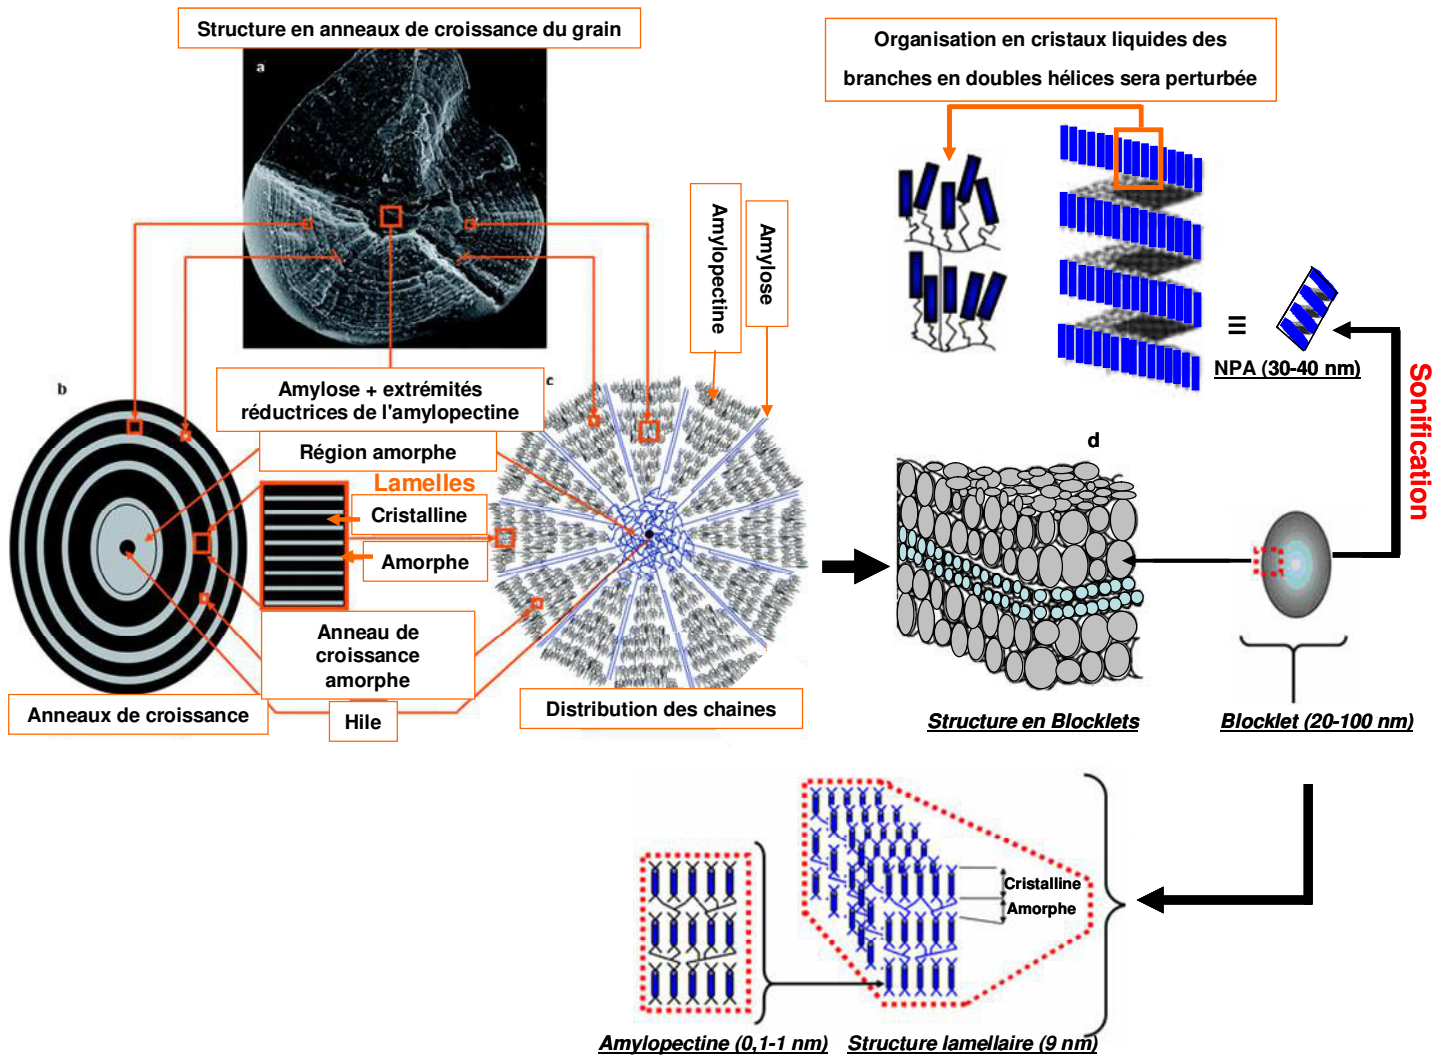 Structure en anneaux de croissance du grain
a
Organisation en cristaux liquides des
branches en doubles hélices sera perturbée
Amylopectine
Amylose
NPA (30-40 nm)
Sonification
b
Amylose + extrémités
réductrices de l'amylopectine
c
Région amorphe
Lamelles
Cristalline
Amorphe
Anneau de
croissance
amorphe
Anneaux de croissance
Hile
Distribution des chaines
d
Structure en Blocklets
Blocklet (20-100 nm)
Cristalline
Amorphe
Amylopectine (0,1-1 nm)
Structure lamellaire (9 nm)